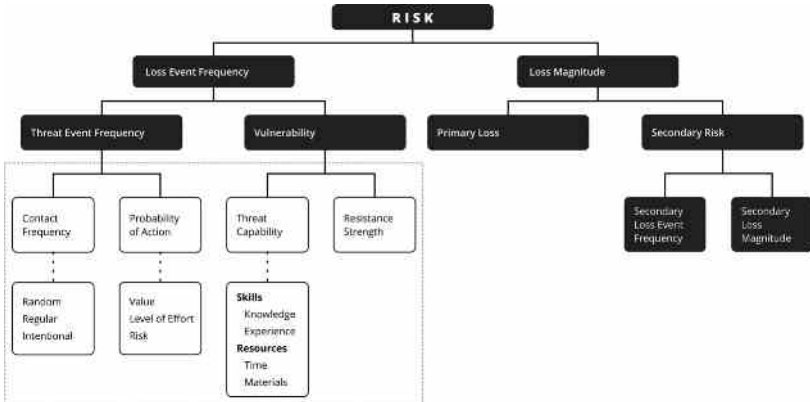 RISK
Loss Event Frequency
Loss Magnitude
Threat Event Frequency
Vulnerability
Primary Loss
Secondary Risk
Contact
Frequency
Probability
of Action
Threat
Capability
Resistance
Strength
Secondary
Loss Event
Frequency
Secondary
Loss
Magnitude
Random
Regular
Intentional
Value
Level of Effort
Risk
Skills
Knowledge
Experience
Resources
Time
Materials